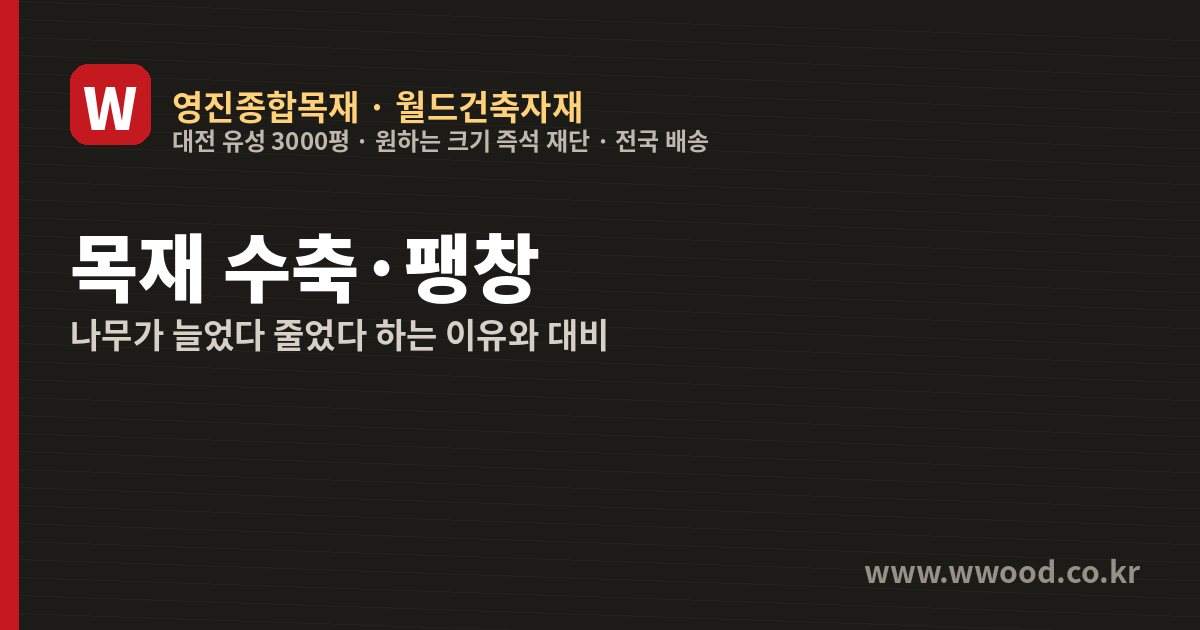 W
영진종합목재 · 월드건축자재
대전 유성 3000평 · 원하는 크기 즉석 재단 · 전국 배송
목재 수축·팽창
나무가 늘었다 줄었다 하는 이유와 대비
www.wwood.co.kr